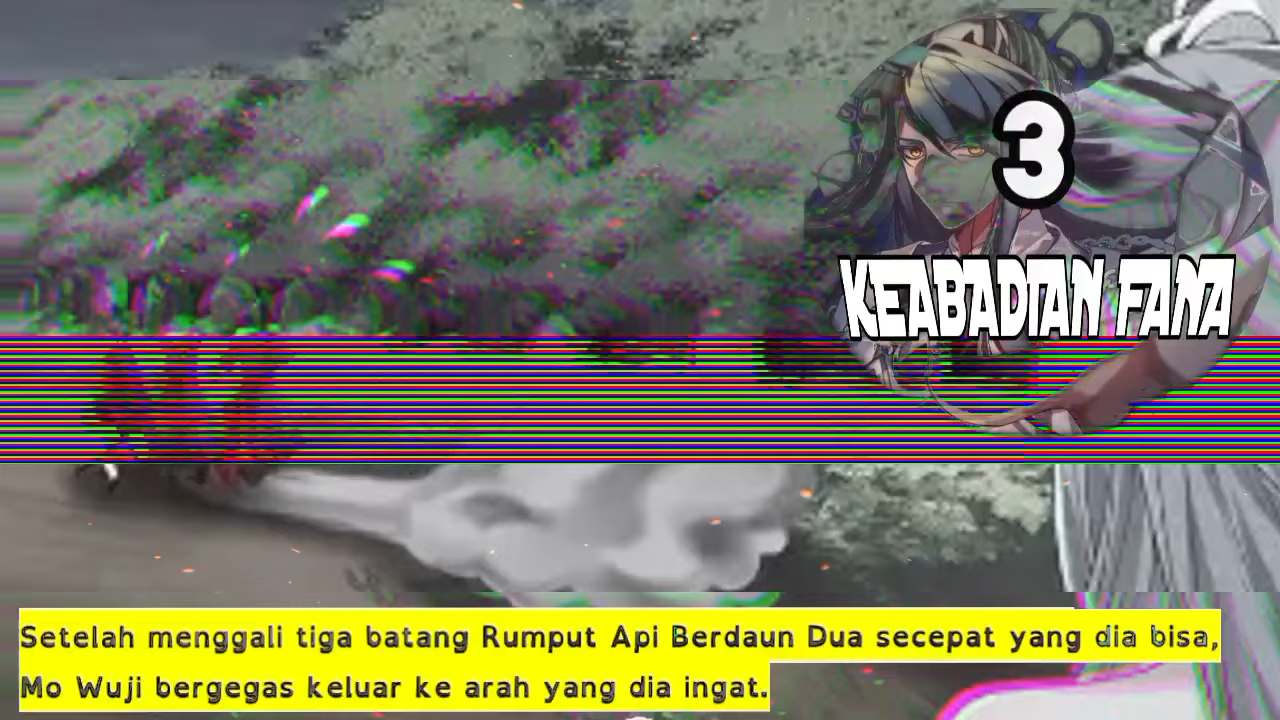 3
KEABADIAN FANA
Setelah menggali tiga batang Rumput Api Berdaun Dua secepat yang dia bisa,
Mo Wuji bergegas keluar ke arah yang dia ingat.